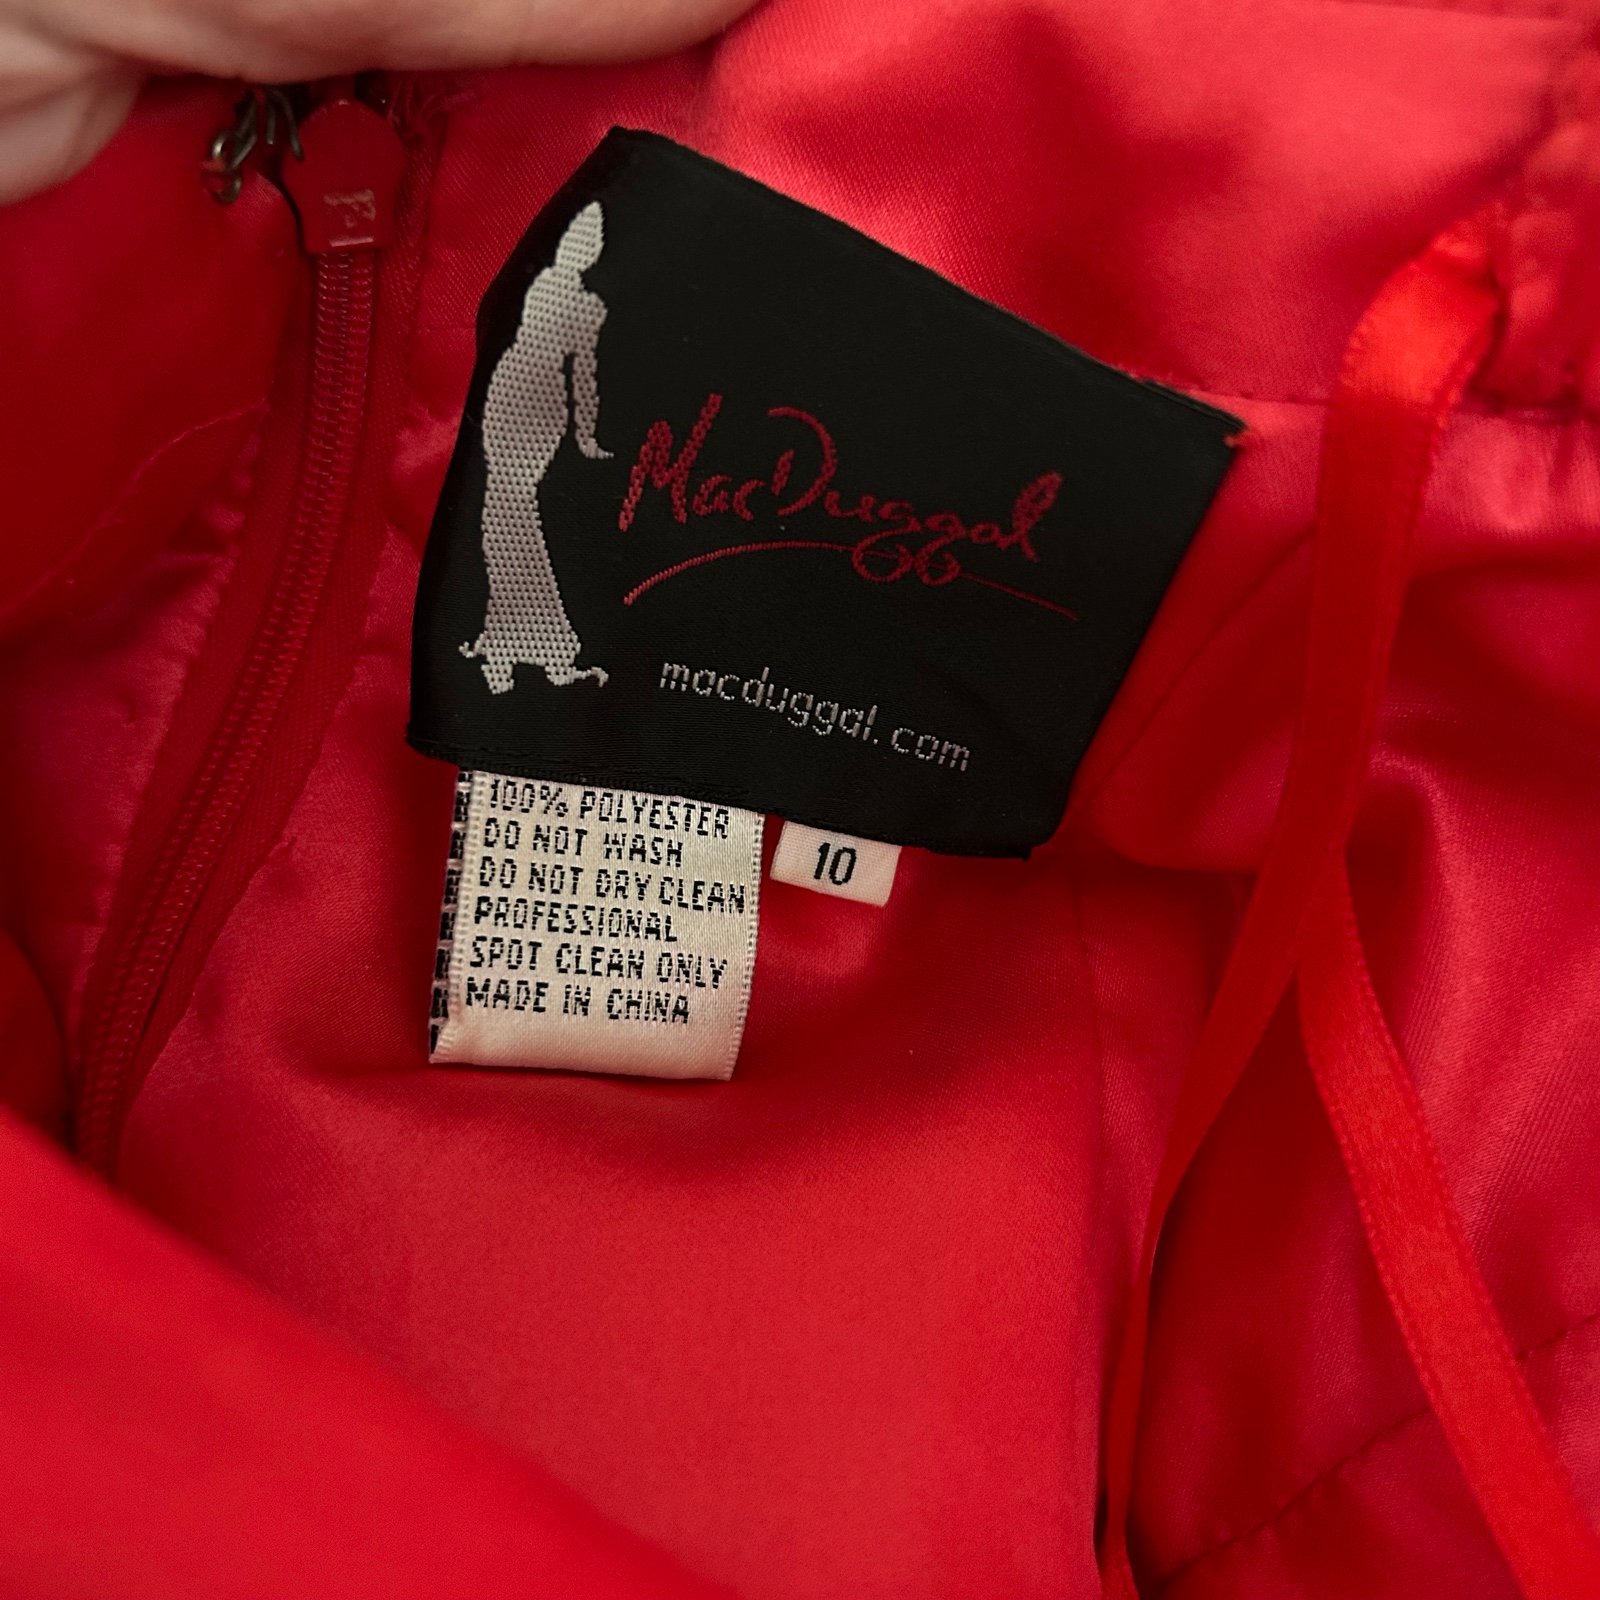 MacDuggal
macduggal.com
100% POLYESTER
DO NOT WASH
DO NOT DRY CLEAN
PROFESSIONAL
SPOT CLEAN ONLY
MADE IN CHINA
10